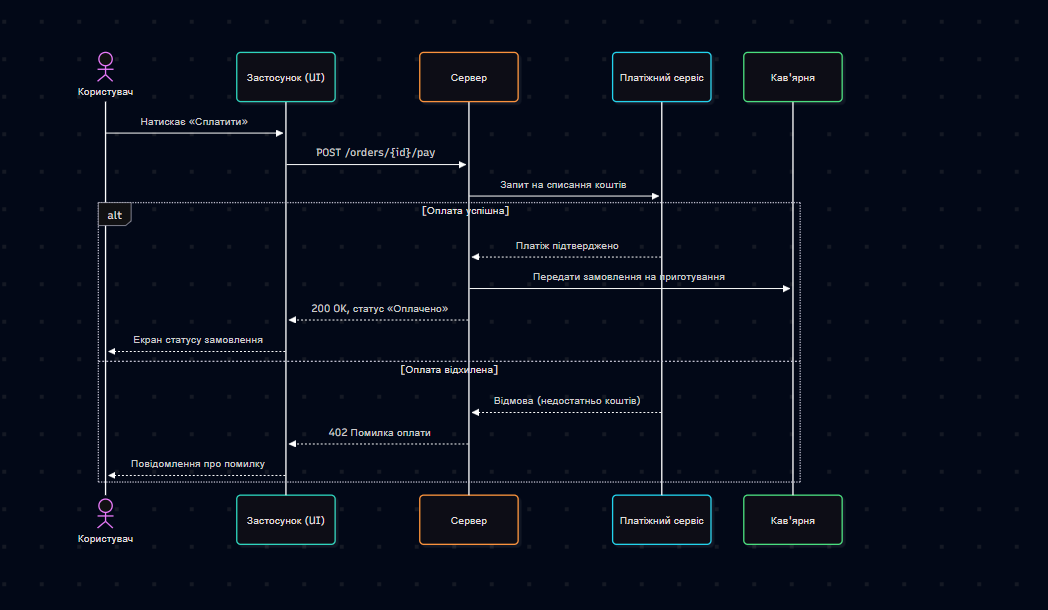 Користувач
Застосунок (UI)
Сервер
Платіжний сервіс
Кав'ярня
Натискає «Сплатити»
POST /orders/{id}/pay
Запит на списання коштів
alt
[Оплата успішна]
Платіж підтверджено
Передати замовлення на приготування
200 OK, статус «Оплачено»
Екран статусу замовлення
[Оплата відхилена]
Відмова (недостатньо коштів)
402 Помилка оплати
Повідомлення про помилку
Користувач
Застосунок (UI)
Сервер
Платіжний сервіс
Кав'ярня